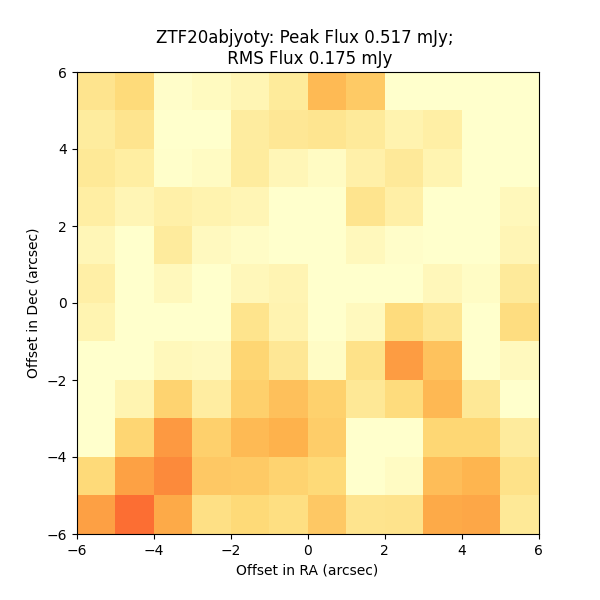 ZTF20abjyoty: Peak Flux 0.517 mJy;
RMS Flux 0.175 mJy
6
4
2
0
−2
−4
−6
Offset in Dec (arcsec)
−6 −4 −2 0 2 4 6
Offset in RA (arcsec)